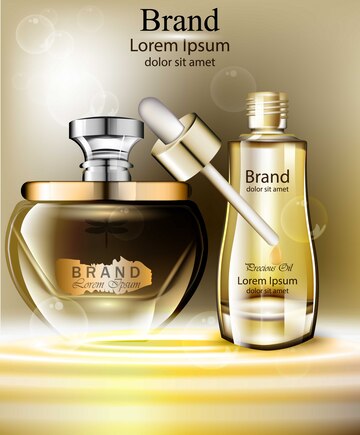 Brand
Lorem Ipsum
dolor sit amet
BRAND
Lorem Ipsum
Brand
dolor sit amet
Precious Oil
Lorem Ipsum
dolor sit amet